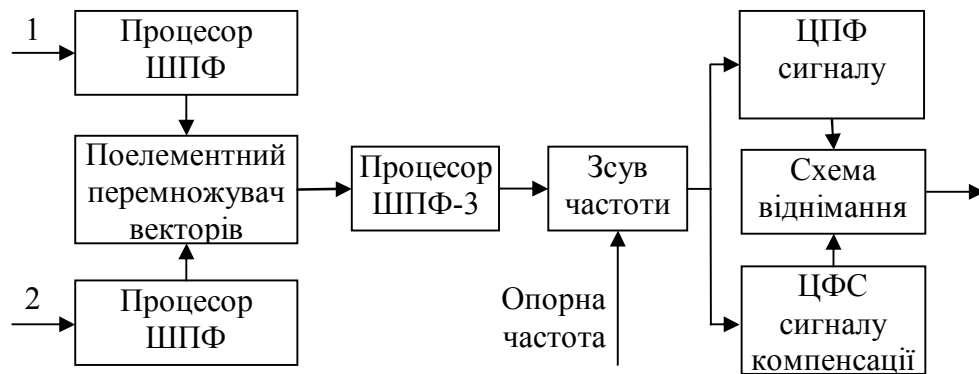 1
Процесор
ШПФ
Поелементний
перемножувач
векторів
2
Процесор
ШПФ
Процесор
ШПФ-3
Зсув
частоти
Опорна
частота
ЦПФ
сигналу
Схема
віднімання
ЦФС
сигналу
компенсації